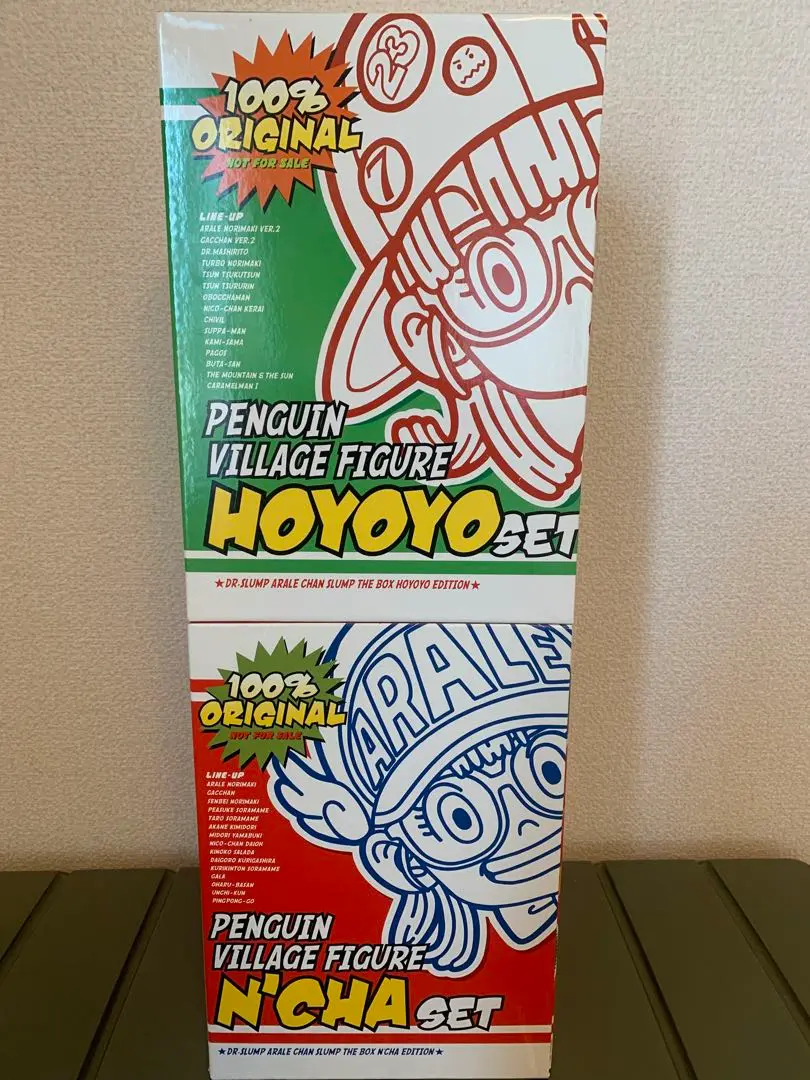 100%
ORIGINAL
NOT FOR SALE
23
7
LINE-UP
ARALE NORIMAKI VER.2
GACCHAN VER.2
DR.MASHIRITO
TURBO NORIMAKI
TSUN TSUKUTSUN
TSUN TSURURIN
OBOCCHAMAN
NICO-CHAN KERAI
CHIVIL
SUPPA-MAN
KAMI-SAMA
PAGOS
BUTA-SAN
THE MOUNTAIN & THE SUN
CARAMELMAN I
PENGUIN
VILLAGE FIGURE
HOYOYO SET
★DR.SLUMP ARALE CHAN SLUMP THE BOX HOYOYO EDITION★
100%
ORIGINAL
NOT FOR SALE
ARALE
LINE-UP
ARALE NORIMAKI
GACCHAN
SENBEI NORIMAKI
PEASUKE SORAMAME
TARO SORAMAME
AKANE KIMIDORI
MIDORI YAMABUKI
NICO-CHAN DAIOH
KINOKO SALADA
DAIGORO KURIGASHIRA
KURIKINTON SORAMAME
GALA
OHARU-BASAN
UNCHI-KUN
PINGPONG-GO
PENGUIN
VILLAGE FIGURE
N'CHA SET
★DR.SLUMP ARALE CHAN SLUMP THE BOX N'CHA EDITION★